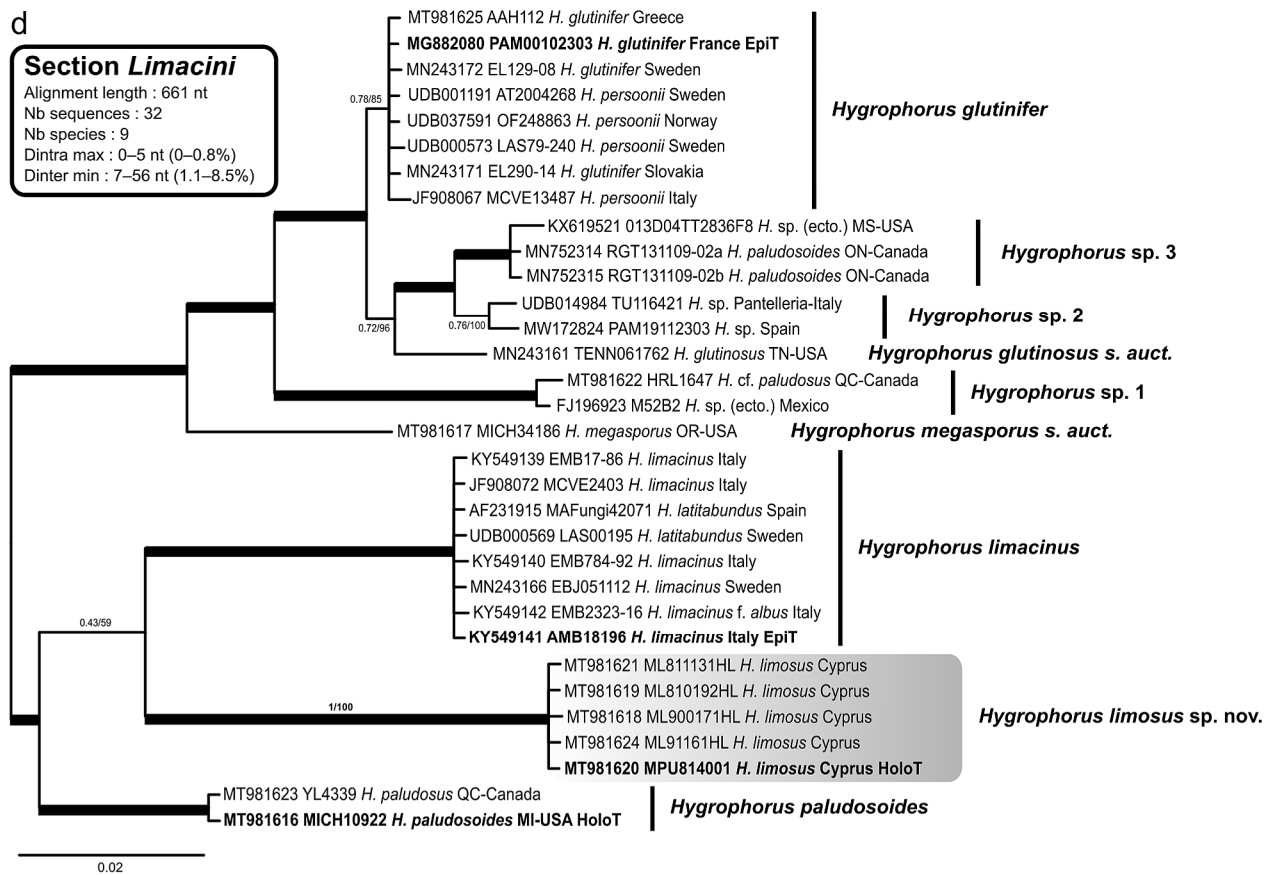 d
Section Limacini
Alignment length : 661 nt
Nb sequences : 32
Nb species : 9
Dintra max : 0–5 nt (0–0.8%)
Dinter min : 7–56 nt (1.1–8.5%)
MT981625 AAH112 H. glutinifer Greece
MG882080 PAM00102303 H. glutinifer France EpiT
MN243172 EL129-08 H. glutinifer Sweden
0.78/85
UDB001191 AT2004268 H. persoonii Sweden
Hygrophorus glutinifer
UDB037591 OF248863 H. persoonii Norway
UDB000573 LAS79-240 H. persoonii Sweden
MN243171 EL290-14 H. glutinifer Slovakia
JF908067 MCVE13487 H. persoonii Italy
KX619521 013D04TT2836F8 H. sp. (ecto.) MS-USA
MN752314 RGT131109-02a H. paludosoides ON-Canada
Hygrophorus sp. 3
MN752315 RGT131109-02b H. paludosoides ON-Canada
UDB014984 TU116421 H. sp. Pantelleria-Italy
Hygrophorus sp. 2
0.72/96
0.76/100
MW172824 PAM19112303 H. sp. Spain
MN243161 TENN061762 H. glutinosus TN-USA
Hygrophorus glutinosus s. auct.
MT981622 HRL1647 H. cf. paludosus QC-Canada
Hygrophorus sp. 1
FJ196923 M52B2 H. sp. (ecto.) Mexico
MT981617 MICH34186 H. megasporus OR-USA
Hygrophorus megasporus s. auct.
KY549139 EMB17-86 H. limacinus Italy
JF908072 MCVE2403 H. limacinus Italy
AF231915 MAFungi42071 H. latitabundus Spain
UDB000569 LAS00195 H. latitabundus Sweden
Hygrophorus limacinus
KY549140 EMB784-92 H. limacinus Italy
MN243166 EBJ051112 H. limacinus Sweden
KY549142 EMB2323-16 H. limacinus f. albus Italy
0.43/59
KY549141 AMB18196 H. limacinus Italy EpiT
MT981621 ML811131HL H. limosus Cyprus
MT981619 ML810192HL H. limosus Cyprus
1/100
MT981618 ML900171HL H. limosus Cyprus
Hygrophorus limosus sp. nov.
MT981624 ML91161HL H. limosus Cyprus
MT981620 MPU814001 H. limosus Cyprus HoloT
MT981623 YL4339 H. paludosus QC-Canada
Hygrophorus paludosoides
MT981616 MICH10922 H. paludosoides MI-USA HoloT
0.02